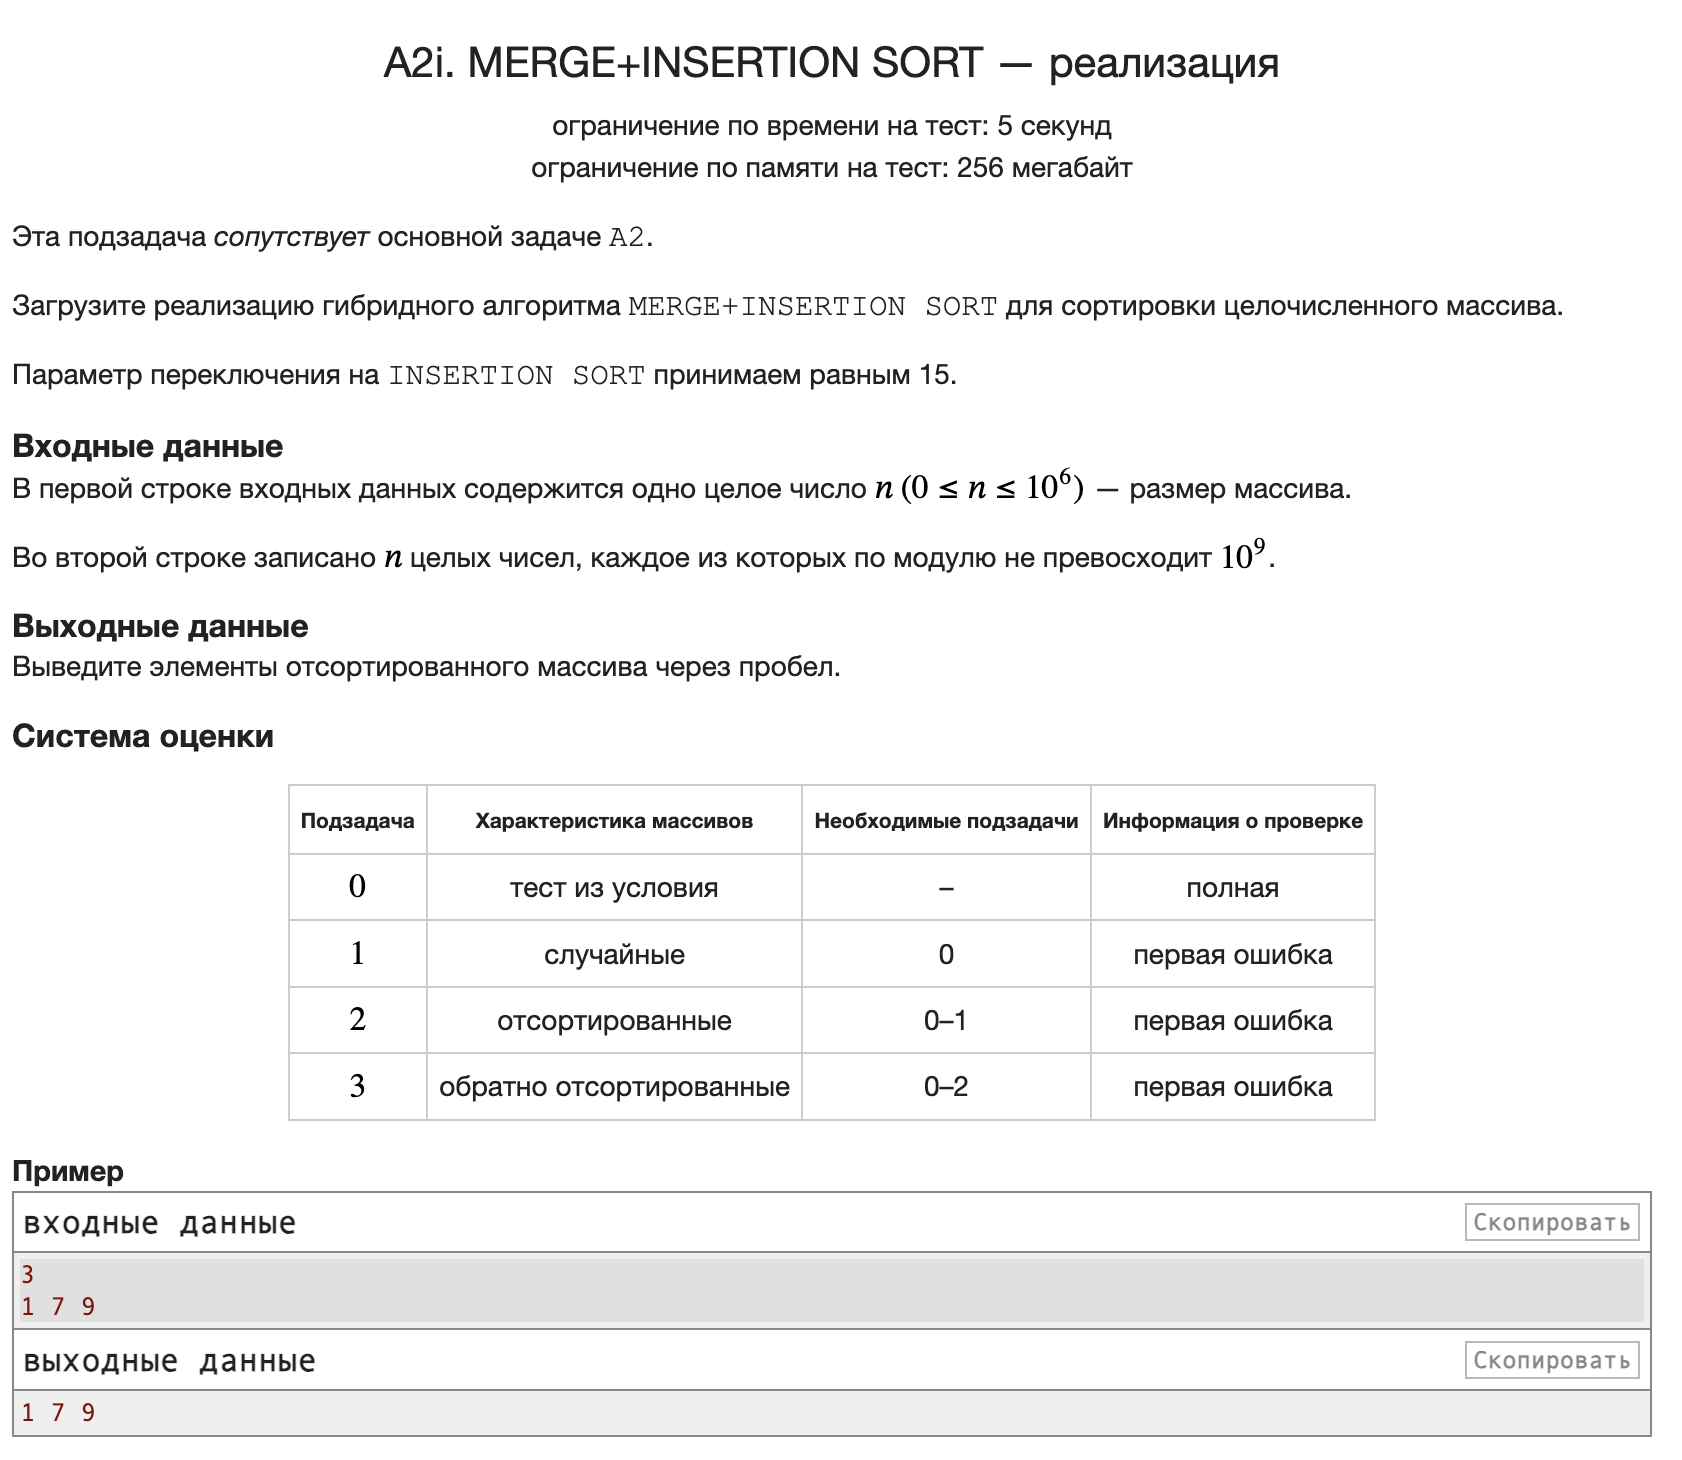 A2i. MERGE+INSERTION SORT — реализация
ограничение по времени на тест: 5 секунд
ограничение по памяти на тест: 256 мегабайт
Эта подзадача сопутствует основной задаче A2.
Загрузите реализацию гибридного алгоритма MERGE+INSERTION SORT для сортировки целочисленного массива.
Параметр переключения на INSERTION SORT принимаем равным 15.
Входные данные
В первой строке входных данных содержится одно целое число n (0 ≤ n ≤ 10⁶) — размер массива.
Во второй строке записано n целых чисел, каждое из которых по модулю не превосходит 10⁹.
Выходные данные
Выведите элементы отсортированного массива через пробел.
Система оценки
Подзадача Характеристика массивов Необходимые подзадачи Информация о проверке
0 тест из условия – полная
1 случайные 0 первая ошибка
2 отсортированные 0–1 первая ошибка
3 обратно отсортированные 0–2 первая ошибка
Пример
входные данные Скопировать
3
1 7 9
выходные данные Скопировать
1 7 9